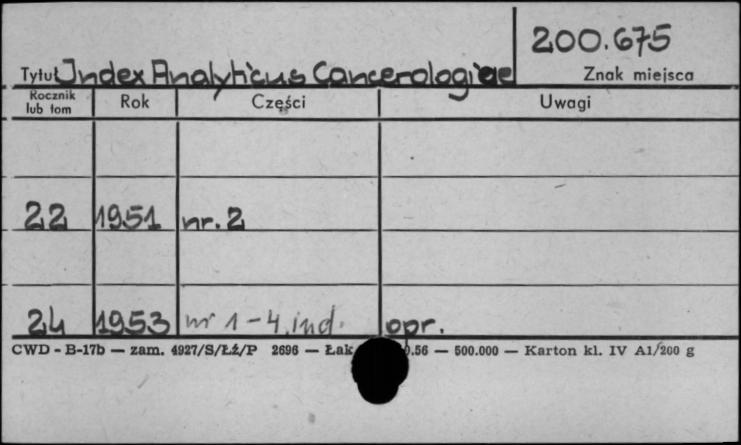 200.675
Tytuł Index Analyticus Cancerologiae Znak miejsca
Rocznik lub tom Rok Części Uwagi
22 1951 nr. 2
24 1953 nr 1-4, ind. opr.
CWD - B-17b — zam. 4927/S/Łź/P 2696 — Łak .56 — 500.000 — Karton kl. IV A1/200 g